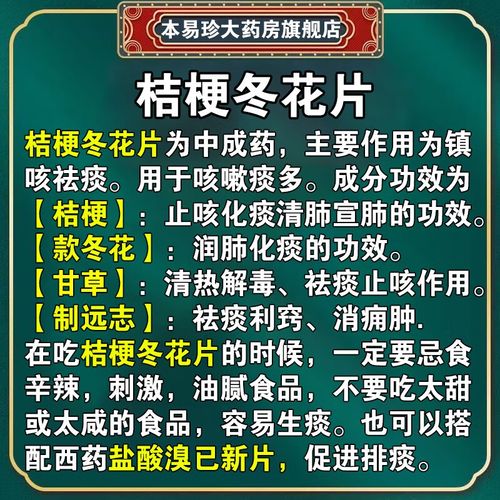 本易珍大药房旗舰店
桔梗冬花片
桔梗冬花片为中成药，主要作用为镇
咳祛痰。用于咳嗽痰多。成分功效为
【桔梗】：止咳化痰清肺宣肺的功效。
【款冬花】：润肺化痰的功效。
【甘草】：清热解毒、祛痰止咳作用。
【制远志】：祛痰利窍、消痈肿.
在吃桔梗冬花片的时候，一定要忌食
辛辣，刺激，油腻食品，不要吃太甜
或太咸的食品，容易生痰。也可以搭
配西药盐酸溴已新片，促进排痰。